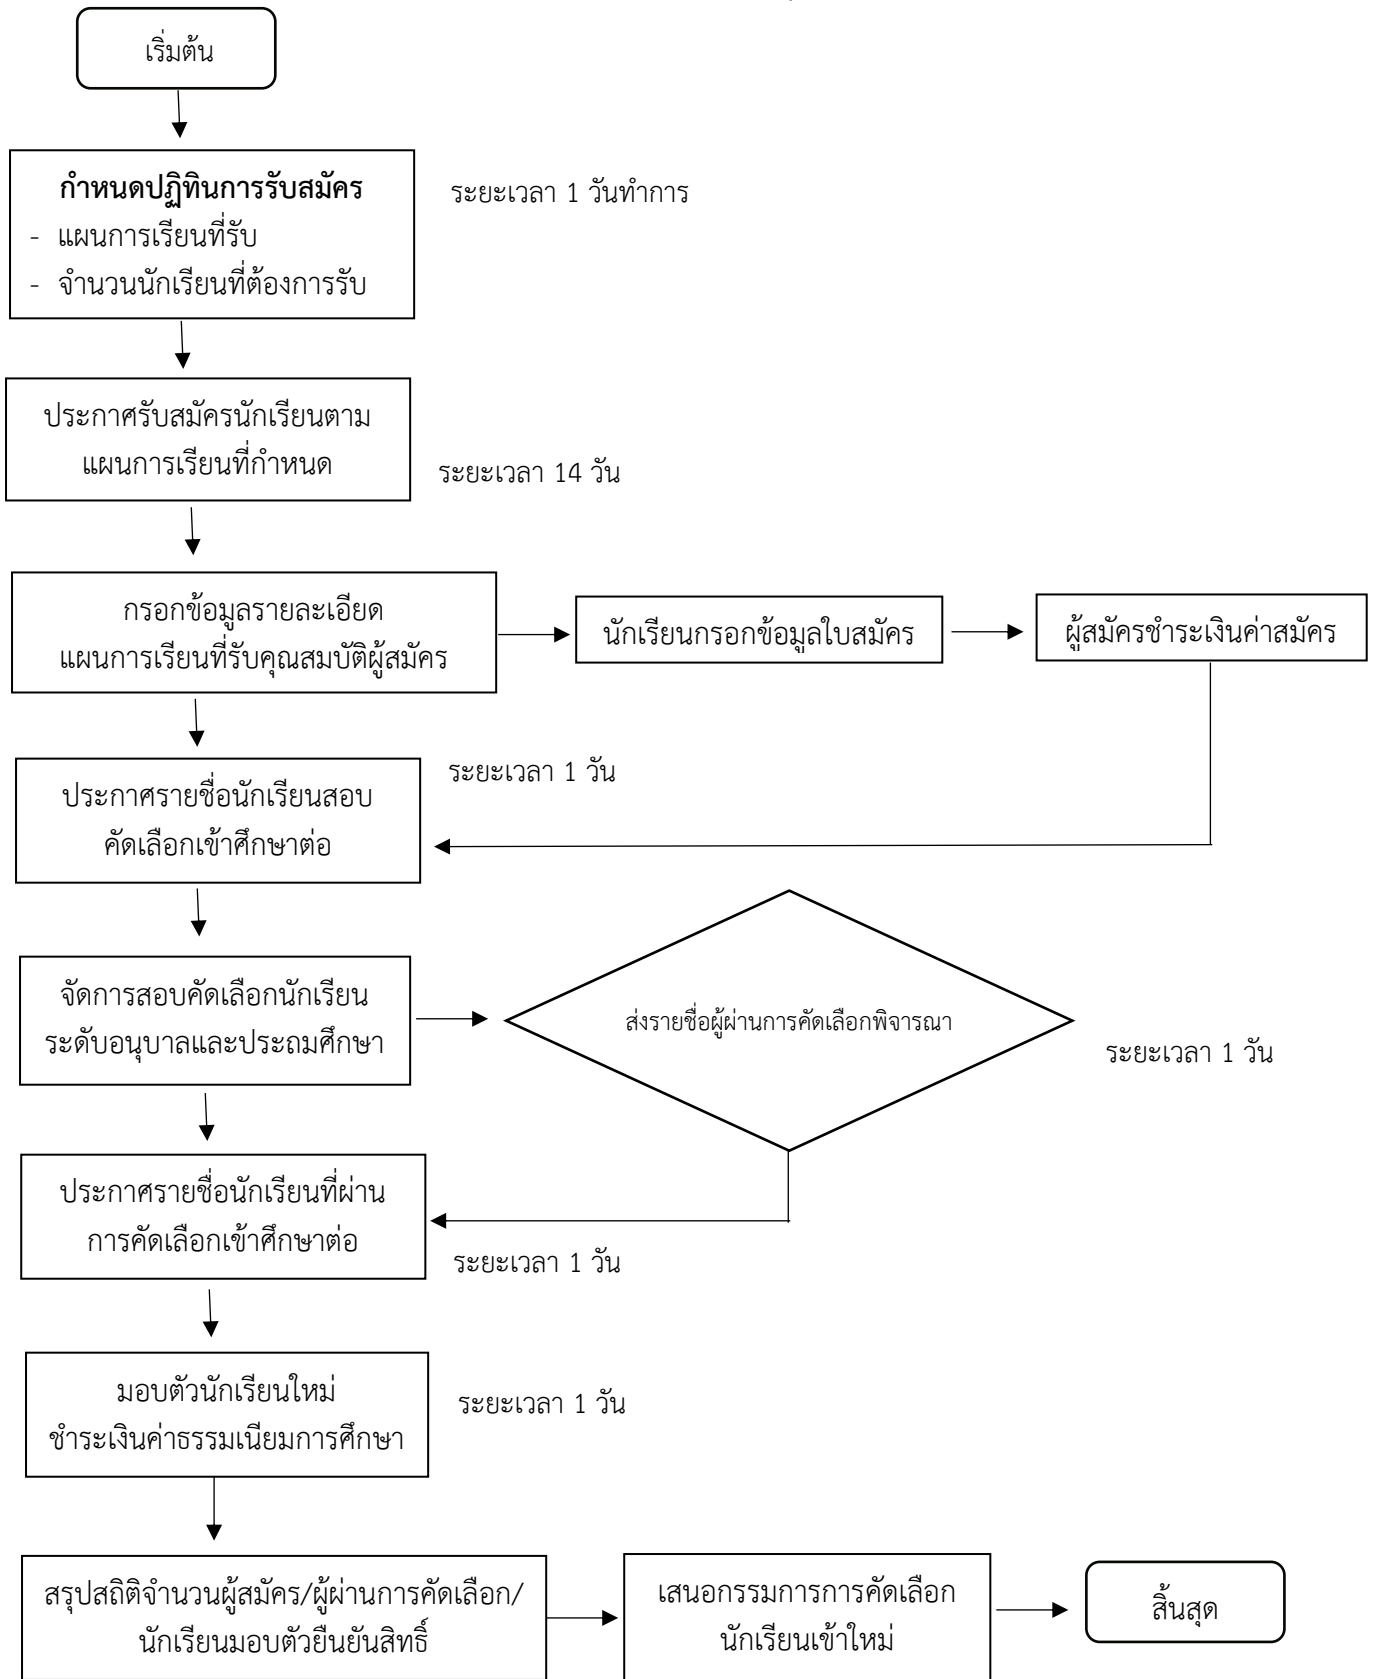 เริ่มต้น
กำหนดปฏิทินการรับสมัคร
- แผนการเรียนที่รับ
- จำนวนนักเรียนที่ต้องการรับ
ระยะเวลา 1 วันทำการ
ประกาศรับสมัครนักเรียนตาม
แผนการเรียนที่กำหนด
ระยะเวลา 14 วัน
กรอกข้อมูลรายละเอียด
แผนการเรียนที่รับคุณสมบัติผู้สมัคร
นักเรียนกรอกข้อมูลใบสมัคร
ผู้สมัครชำระเงินค่าสมัคร
ประกาศรายชื่อนักเรียนสอบ
คัดเลือกเข้าศึกษาต่อ
ระยะเวลา 1 วัน
จัดการสอบคัดเลือกนักเรียน
ระดับอนุบาลและประถมศึกษา
ส่งรายชื่อผู้ผ่านการคัดเลือกพิจารณา
ระยะเวลา 1 วัน
ประกาศรายชื่อนักเรียนที่ผ่าน
การคัดเลือกเข้าศึกษาต่อ
ระยะเวลา 1 วัน
มอบตัวนักเรียนใหม่
ชำระเงินค่าธรรมเนียมการศึกษา
ระยะเวลา 1 วัน
สรุปสถิติจำนวนผู้สมัคร/ผู้ผ่านการคัดเลือก/
นักเรียนมอบตัวยืนยันสิทธิ์
เสนอกรรมการการคัดเลือก
นักเรียนเข้าใหม่
สิ้นสุด